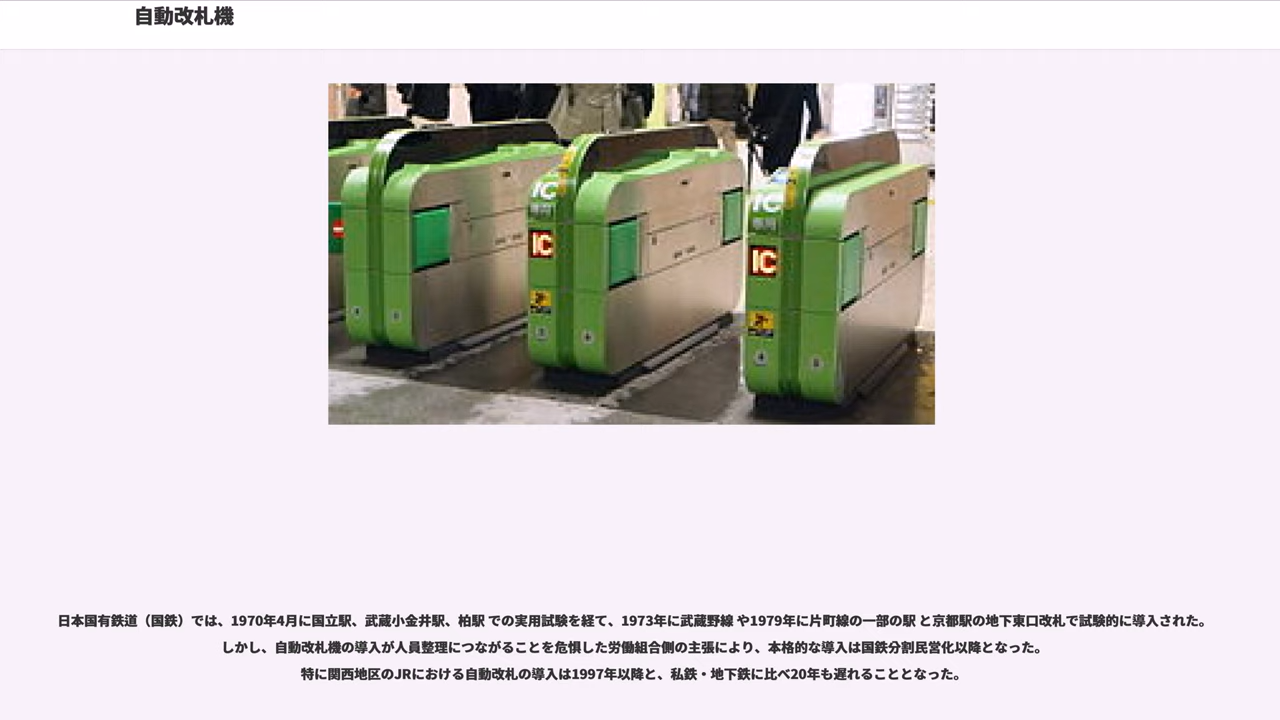 自動改札機
IC
IC
IC
IC
日本国有鉄道（国鉄）では、1970年4月に国立駅、武蔵小金井駅、柏駅 での実用試験を経て、1973年に武蔵野線 や1979年に片町線の一部の駅 と京都駅の地下東口改札で試験的に導入された。
しかし、自動改札機の導入が人員整理につながることを危惧した労働組合側の主張により、本格的な導入は国鉄分割民営化以降となった。
特に関西地区のJRにおける自動改札の導入は1997年以降と、私鉄・地下鉄に比べ20年も遅れることとなった。